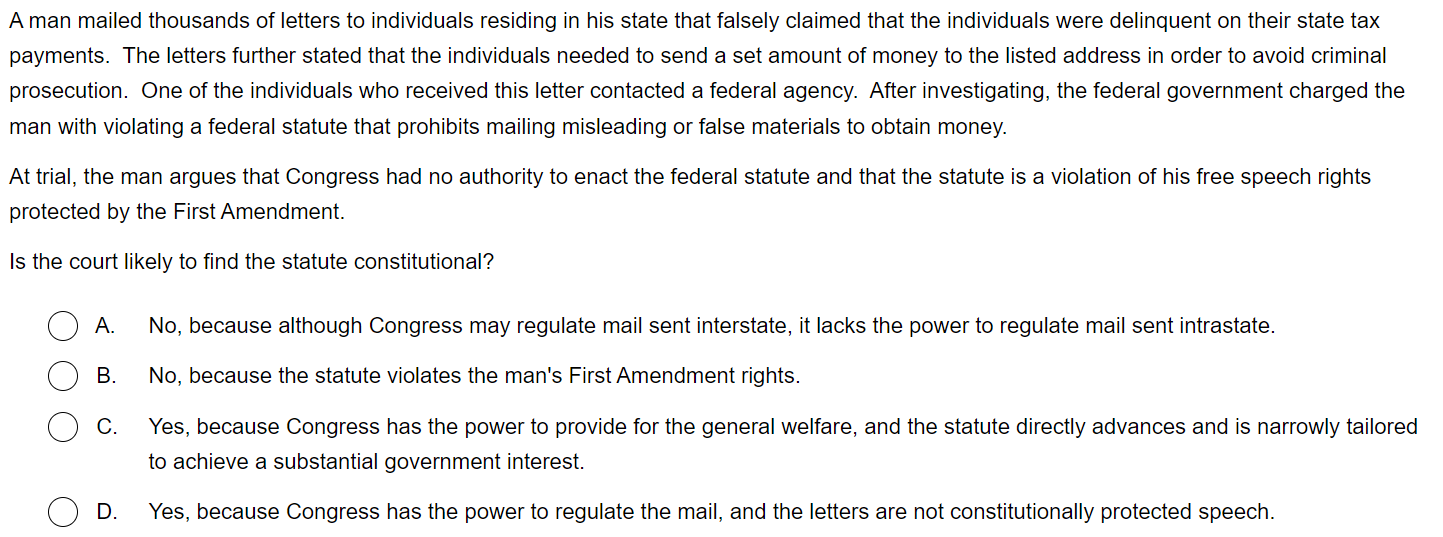 A man mailed thousands of letters to individuals residing in his state that falsely claimed that the individuals were delinquent on their state tax
payments.  The letters further stated that the individuals needed to send a set amount of money to the listed address in order to avoid criminal
prosecution.  One of the individuals who received this letter contacted a federal agency.  After investigating, the federal government charged the
man with violating a federal statute that prohibits mailing misleading or false materials to obtain money.
At trial, the man argues that Congress had no authority to enact the federal statute and that the statute is a violation of his free speech rights
protected by the First Amendment.
Is the court likely to find the statute constitutional?
A. No, because although Congress may regulate mail sent interstate, it lacks the power to regulate mail sent intrastate.
B. No, because the statute violates the man's First Amendment rights.
C. Yes, because Congress has the power to provide for the general welfare, and the statute directly advances and is narrowly tailored
to achieve a substantial government interest.
D. Yes, because Congress has the power to regulate the mail, and the letters are not constitutionally protected speech.